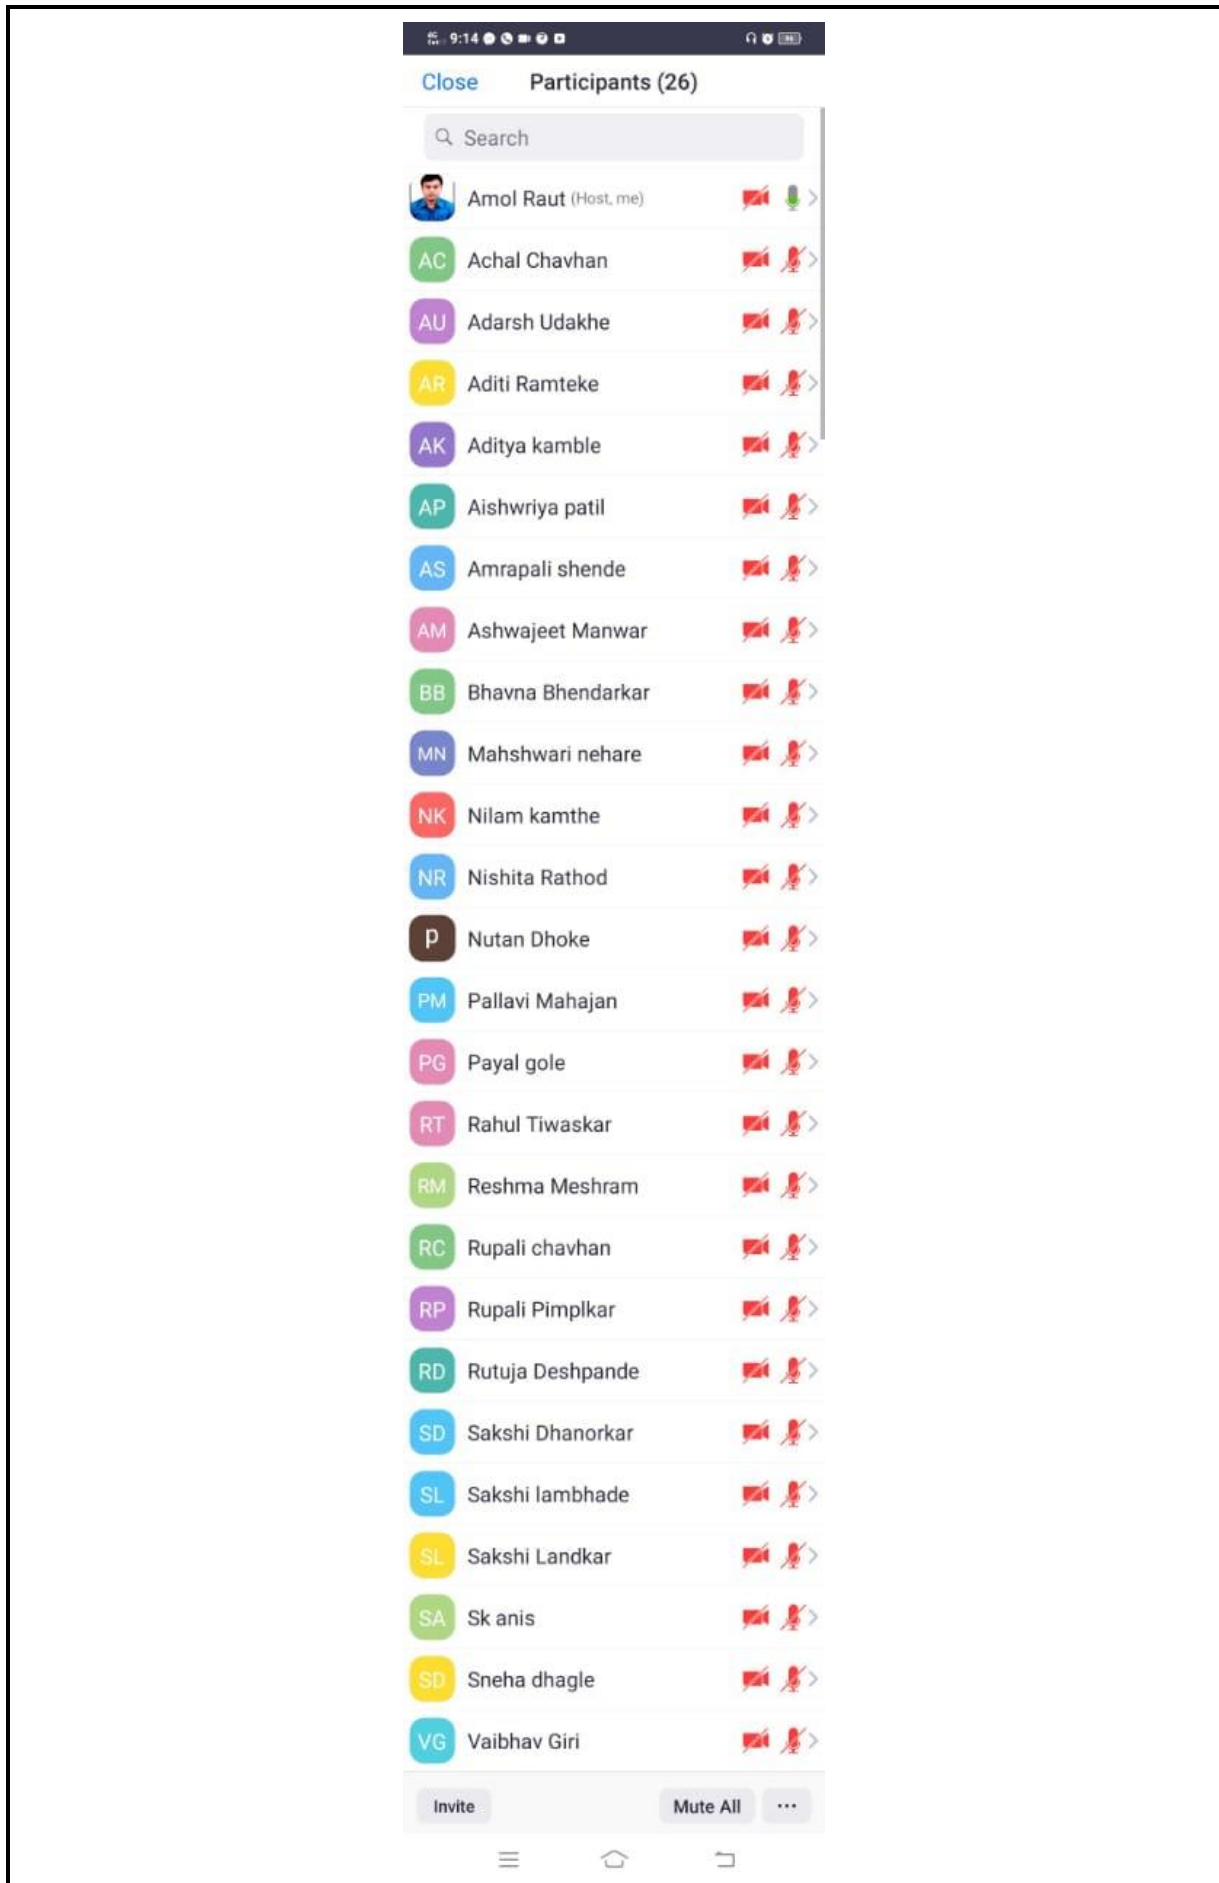 9:14
Close Participants (26)
Search
Amol Raut (Host, me)
AC Achal Chavhan
AU Adarsh Udakhe
AR Aditi Ramteke
AK Aditya kamble
AP Aishwriya patil
AS Amrapali shende
AM Ashwajeet Manwar
BB Bhavna Bhendarkar
MN Mahshwari nehare
NK Nilam kamthe
NR Nishita Rathod
p Nutan Dhoke
PM Pallavi Mahajan
PG Payal gole
RT Rahul Tiwaskar
RM Reshma Meshram
RC Rupali chavhan
RP Rupali Pimplkar
RD Rutuja Deshpande
SD Sakshi Dhanorkar
SL Sakshi lambhade
SL Sakshi Landkar
SA Sk anis
SD Sneha dhagle
VG Vaibhav Giri
Invite Mute All ...